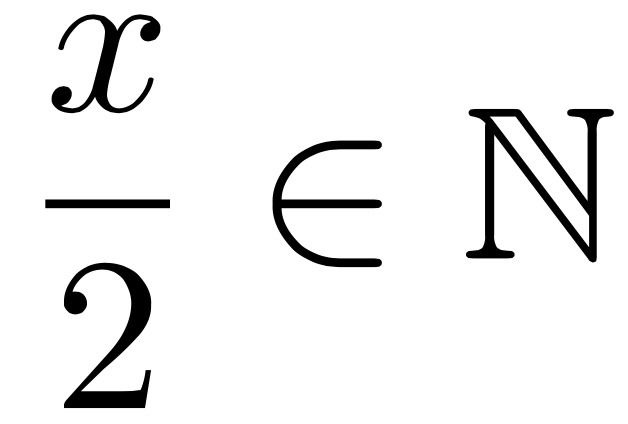 x/2 ∈ ℕ